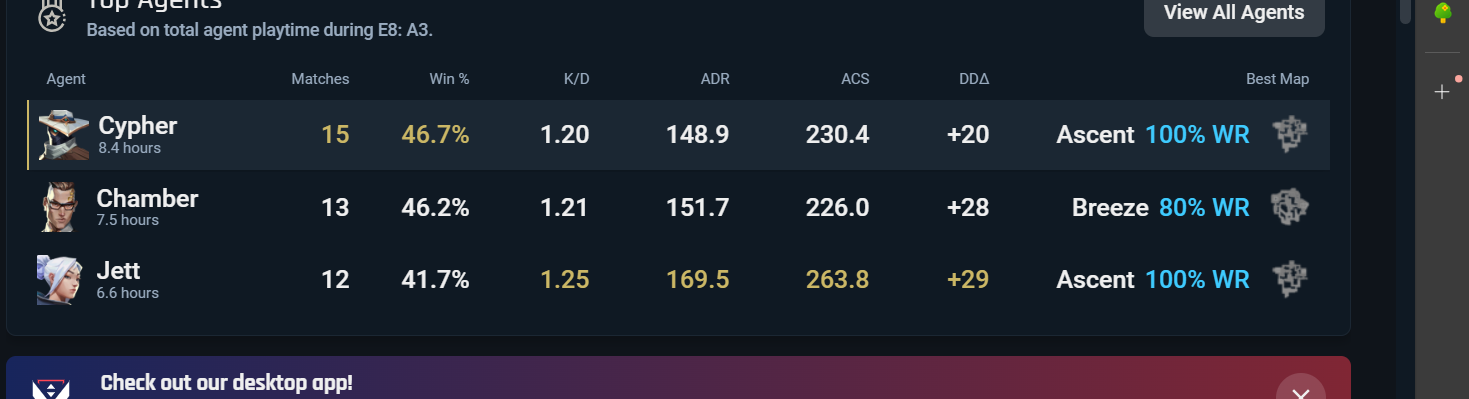 Top Agents
Based on total agent playtime during E8: A3.
View All Agents
Agent Matches Win % K/D ADR ACS DDΔ Best Map
Cypher 15 46.7% 1.20 148.9 230.4 +20 Ascent 100% WR
8.4 hours
Chamber 13 46.2% 1.21 151.7 226.0 +28 Breeze 80% WR
7.5 hours
Jett 12 41.7% 1.25 169.5 263.8 +29 Ascent 100% WR
6.6 hours
Check out our desktop app!